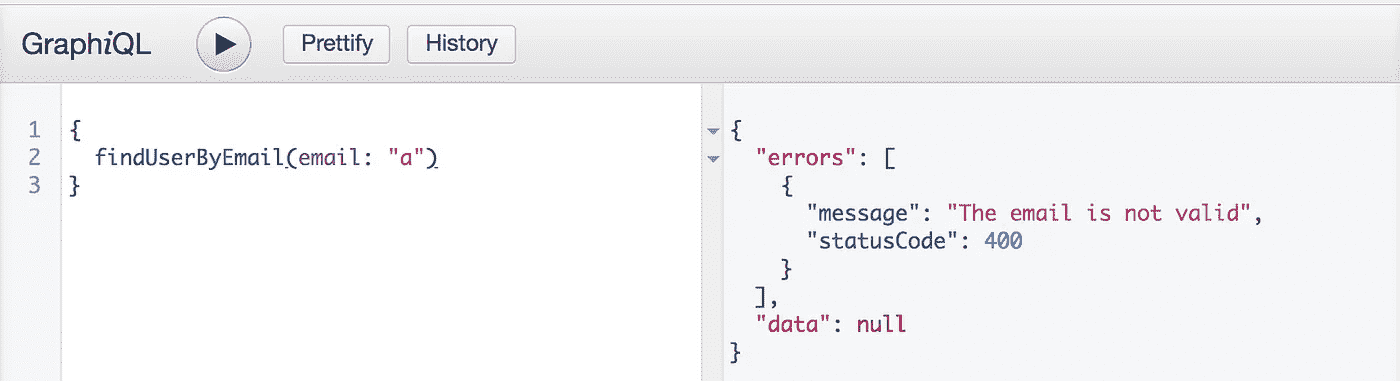 GraphiQL
Prettify
History
1 {
2 findUserByEmail(email: "a")
3 }
{
"errors": [
{
"message": "The email is not valid",
"statusCode": 400
}
],
"data": null
}